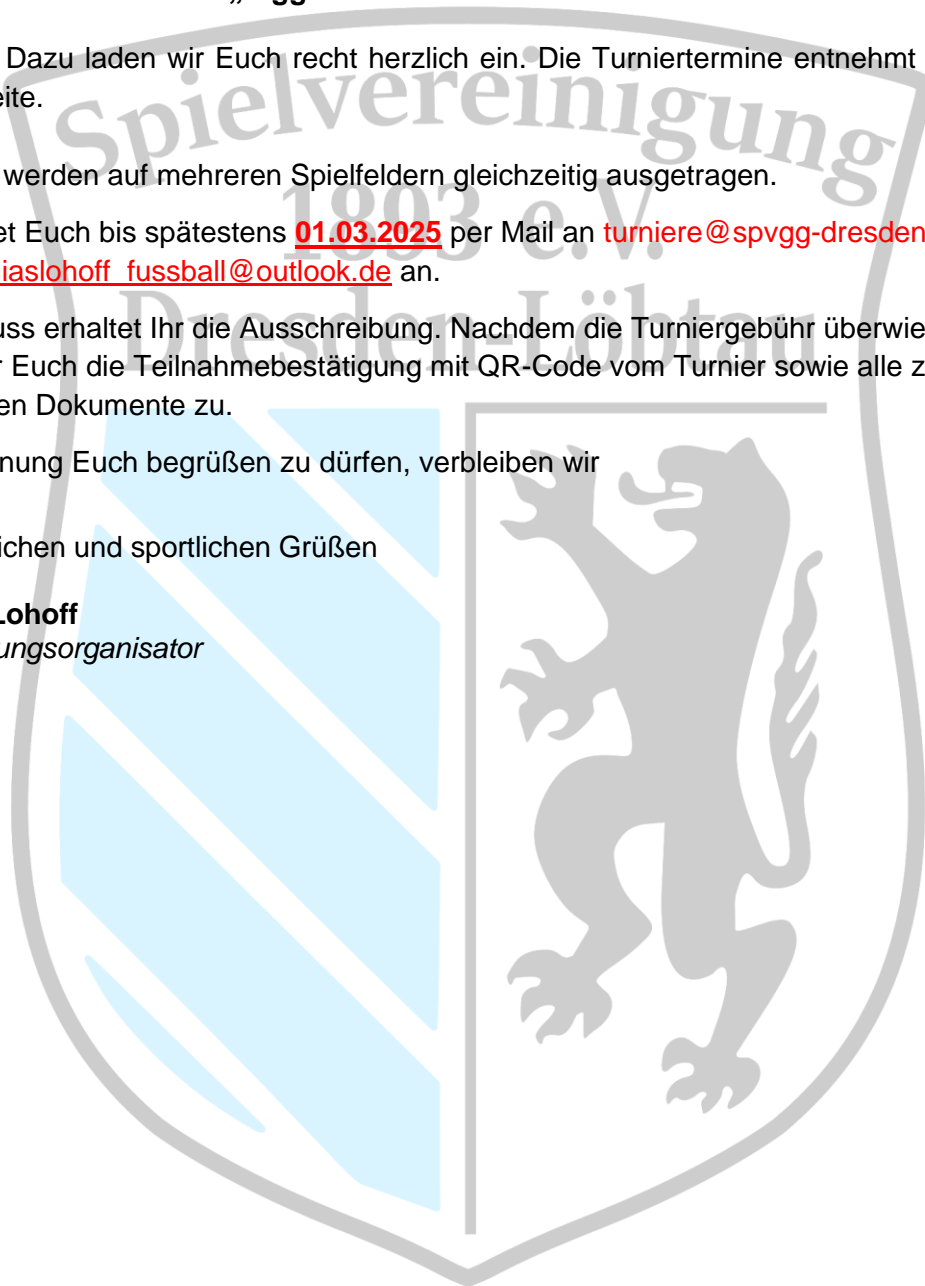 Dazu laden wir Euch recht herzlich ein. Die Turniertermine entnehmt
eite.
werden auf mehreren Spielfeldern gleichzeitig ausgetragen.
et Euch bis spätestens 01.03.2025 per Mail an turniere@spvgg-dresden
iaslohoff_fussball@outlook.de an.
uss erhaltet Ihr die Ausschreibung. Nachdem die Turniergebühr überwie
r Euch die Teilnahmebestätigung mit QR-Code vom Turnier sowie alle z
en Dokumente zu.
nung Euch begrüßen zu dürfen, verbleiben wir
ichen und sportlichen Grüßen
Lohoff
ungsorganisator
Spielvereinigung
1893 e.V.
Dresden-Löbtau